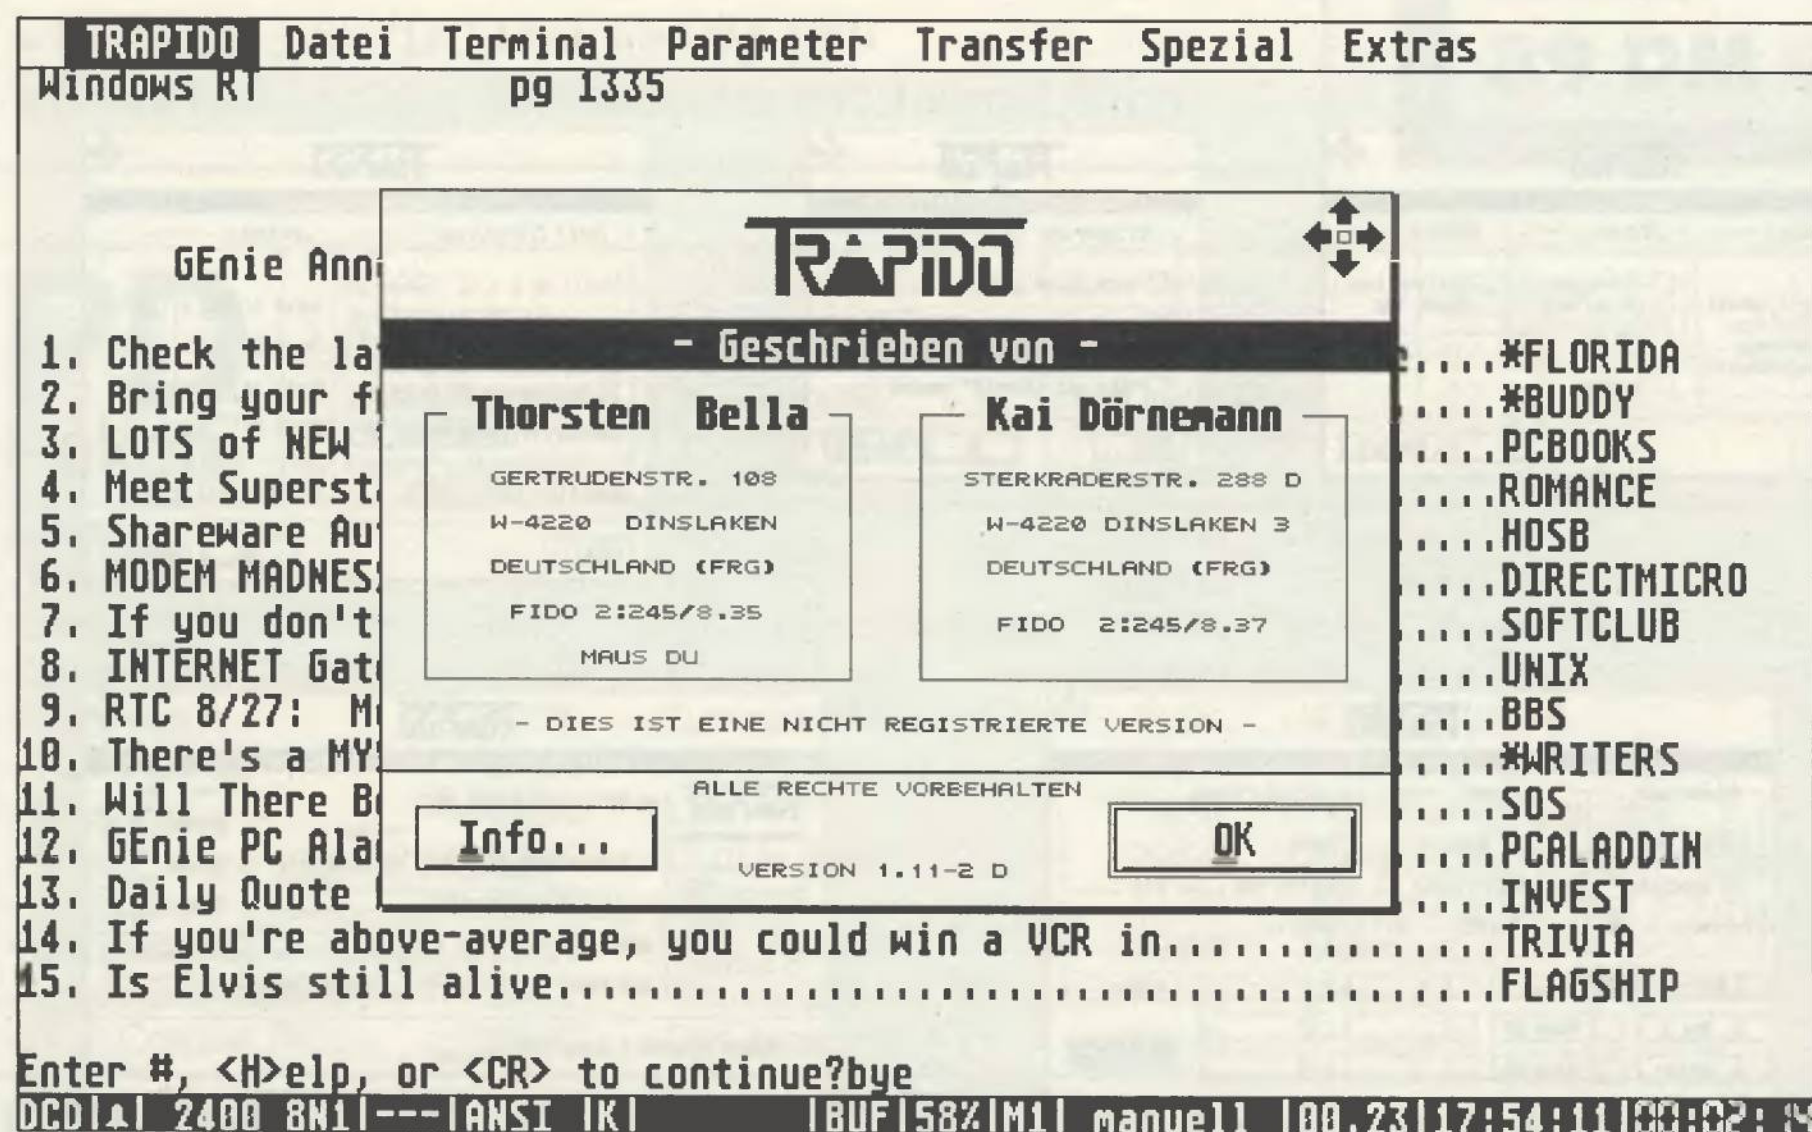 TRAPIDO Datei Terminal Parameter Transfer Spezial Extras
Windows RT pg 1335
TRAPiDO
GEnie Ann
- Geschrieben von -
1. Check the la ....*FLORIDA
2. Bring your f ....*BUDDY
3. LOTS of NEW .....PCBOOKS
4. Meet Superst .....ROMANCE
5. Shareware Au .....HOSB
6. MODEM MADNES .....DIRECTMICRO
7. If you don't .....SOFTCLUB
8. INTERNET Gat .....UNIX
9. RTC 8/27: M .....BBS
10. There's a MY ....*WRITERS
11. Will There B .....SOS
12. GEnie PC Ala .....PCALADDIN
13. Daily Quote .....INVEST
14. If you're above-average, you could win a VCR in...............TRIVIA
15. Is Elvis still alive..........................................FLAGSHIP
Thorsten Bella
GERTRUDENSTR. 108
W-4220 DINSLAKEN
DEUTSCHLAND (FRG)
FIDO 2:245/8.35
MAUS DU
Kai Dörnemann
STERKRADERSTR. 288 D
W-4220 DINSLAKEN 3
DEUTSCHLAND (FRG)
FIDO 2:245/8.37
- DIES IST EINE NICHT REGISTRIERTE VERSION -
ALLE RECHTE VORBEHALTEN
Info... OK
VERSION 1.11-2 D
Enter #, <H>elp, or <CR> to continue?bye
DCD| | 2400 8N1|---|ANSI |K| |BUF|58%|M1| manuell |00.23|17:54:11|00:02: